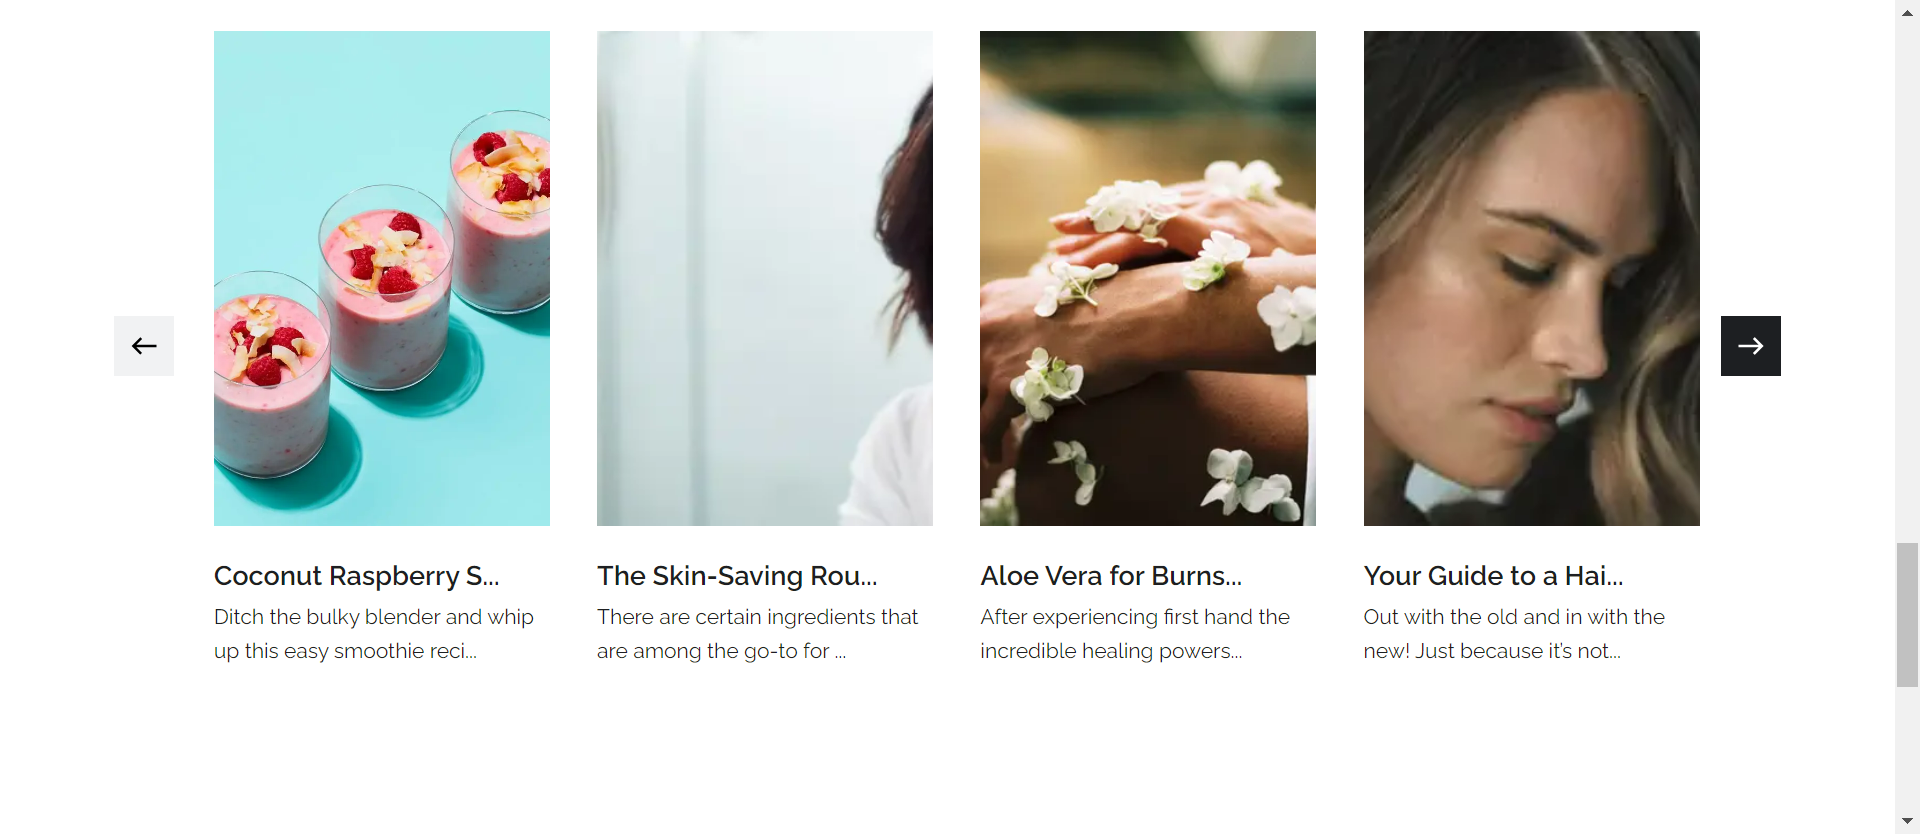 Coconut Raspberry S...
Ditch the bulky blender and whip
up this easy smoothie reci...
The Skin-Saving Rou...
There are certain ingredients that
are among the go-to for ...
Aloe Vera for Burns...
After experiencing first hand the
incredible healing powers...
Your Guide to a Hai...
Out with the old and in with the
new! Just because it's not...